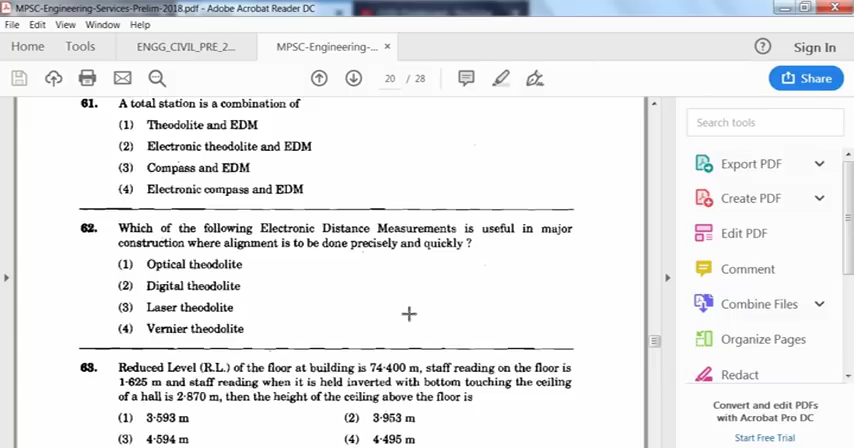 MPSC-Engineering-Services-Prelim-2018.pdf - Adobe Acrobat Reader DC
File Edit View Window Help
Home Tools ENGG_CIVIL_PRE_2... MPSC-Engineering-... × ? Sign In
20 / 28 Share
61. A total station is a combination of
(1) Theodolite and EDM
(2) Electronic theodolite and EDM
(3) Compass and EDM
(4) Electronic compass and EDM
62. Which of the following Electronic Distance Measurements is useful in major
construction where alignment is to be done precisely and quickly ?
(1) Optical theodolite
(2) Digital theodolite
(3) Laser theodolite
(4) Vernier theodolite
63. Reduced Level (R.L.) of the floor at building is 74·400 m, staff reading on the floor is
1·625 m and staff reading when it is held inverted with bottom touching the ceiling
of a hall is 2·870 m, then the height of the ceiling above the floor is
(1) 3·593 m (2) 3·953 m
(3) 4·594 m (4) 4·495 m
Search tools
Export PDF
Create PDF
Edit PDF
Comment
Combine Files
Organize Pages
Redact
Convert and edit PDFs
with Acrobat Pro DC
Start Free Trial